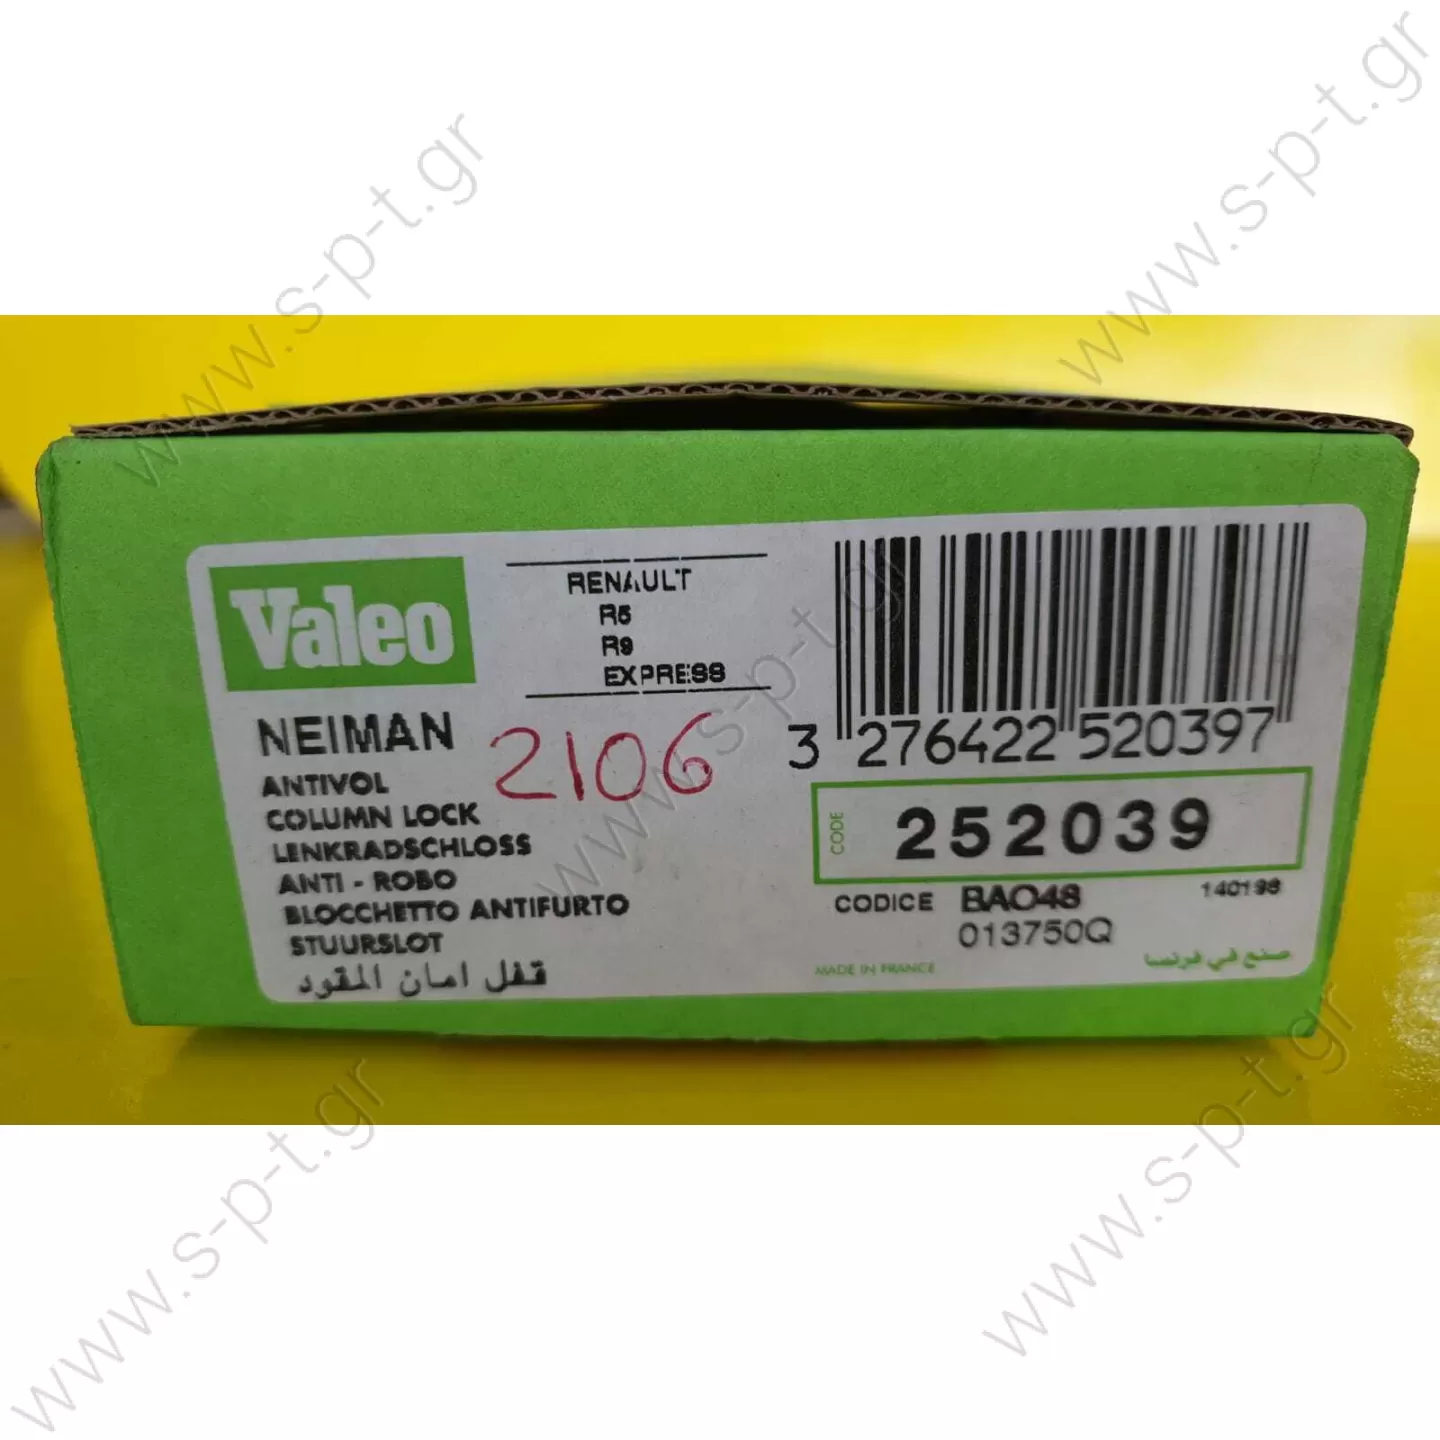 Valeo
RENAULT
R5
R9
EXPRESS
NEIMAN
2106
ANTIVOL
COLUMN LOCK
LENKRADSCHLOSS
ANTI - ROBO
BLOCCHETTO ANTIFURTO
STUURSLOT
قفل امان المقود
3 276422 520397
CODE
252039
CODICE BAO48 140198
013750Q
MADE IN FRANCE
صنع في فرنسا
www.s-p-t.gr
www.s-p-t.gr
www.s-p-t.gr
www.s-p-t.gr
www.s-p-t.gr